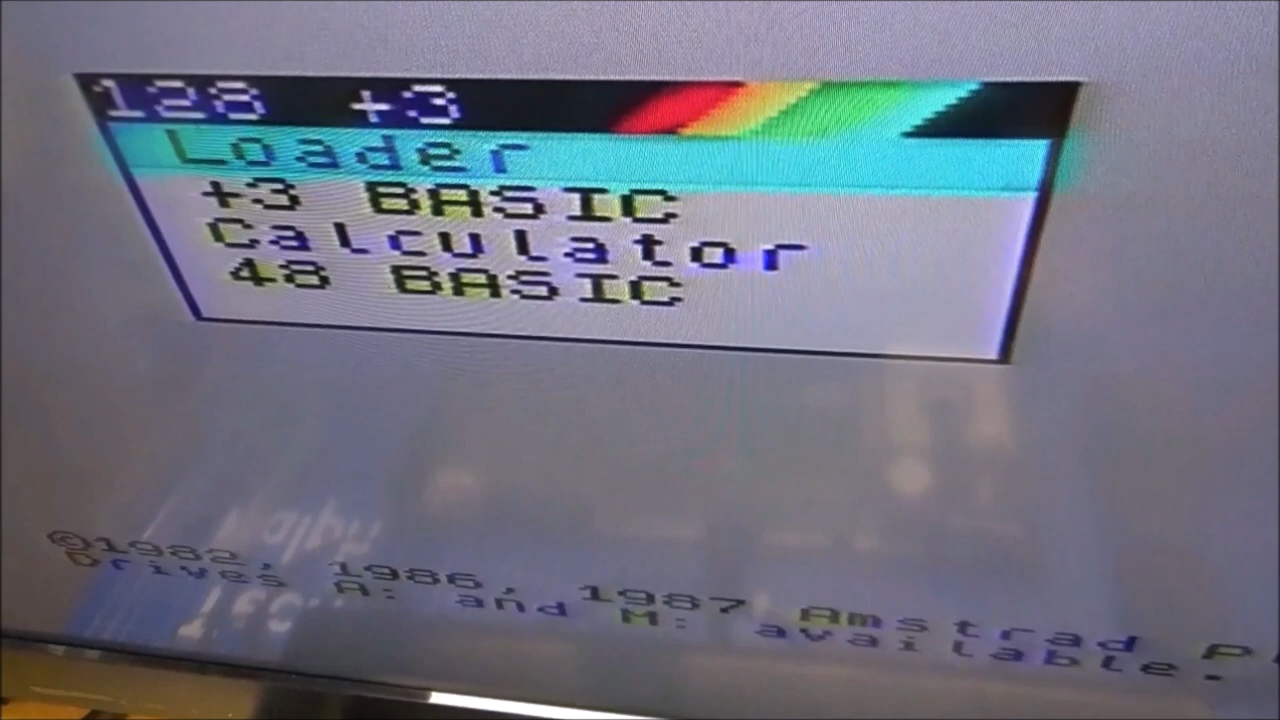 128 +3
Loader
+3 BASIC
Calculator
48 BASIC
©1982, 1986, 1987 Amstrad P
Drives A: and M: available.